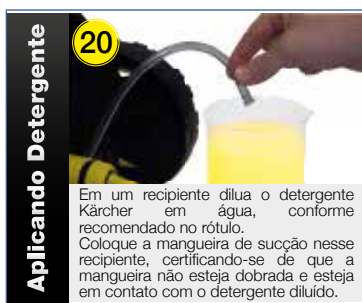 Aplicando Detergente
20
Em um recipiente dilua o detergente
Kärcher em água, conforme
recomendado no rótulo.
Coloque a mangueira de sucção nesse
recipiente, certificando-se de que a
mangueira não esteja dobrada e esteja
em contato com o detergente diluído.